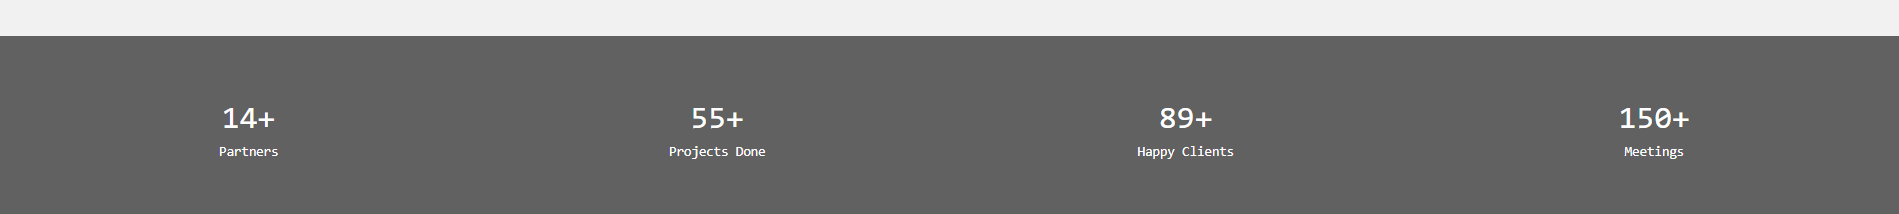 14+
Partners
55+
Projects Done
89+
Happy Clients
150+
Meetings